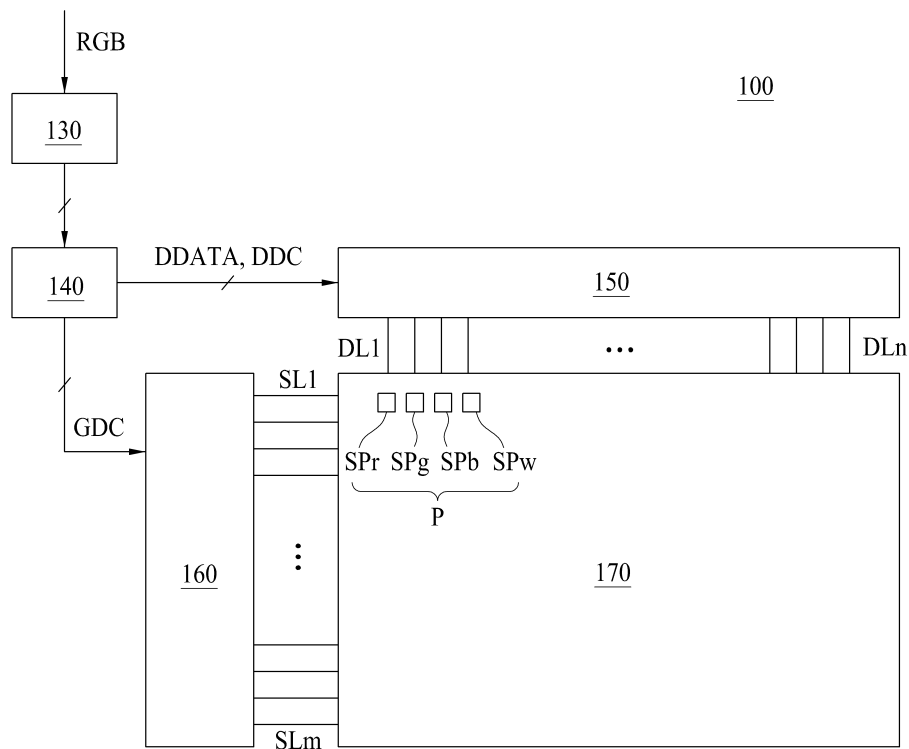 RGB
100
130
140
DDATA, DDC
150
DL1
...
DLn
SL1
GDC
SPr SPg SPb SPw
P
160
...
170
SLm